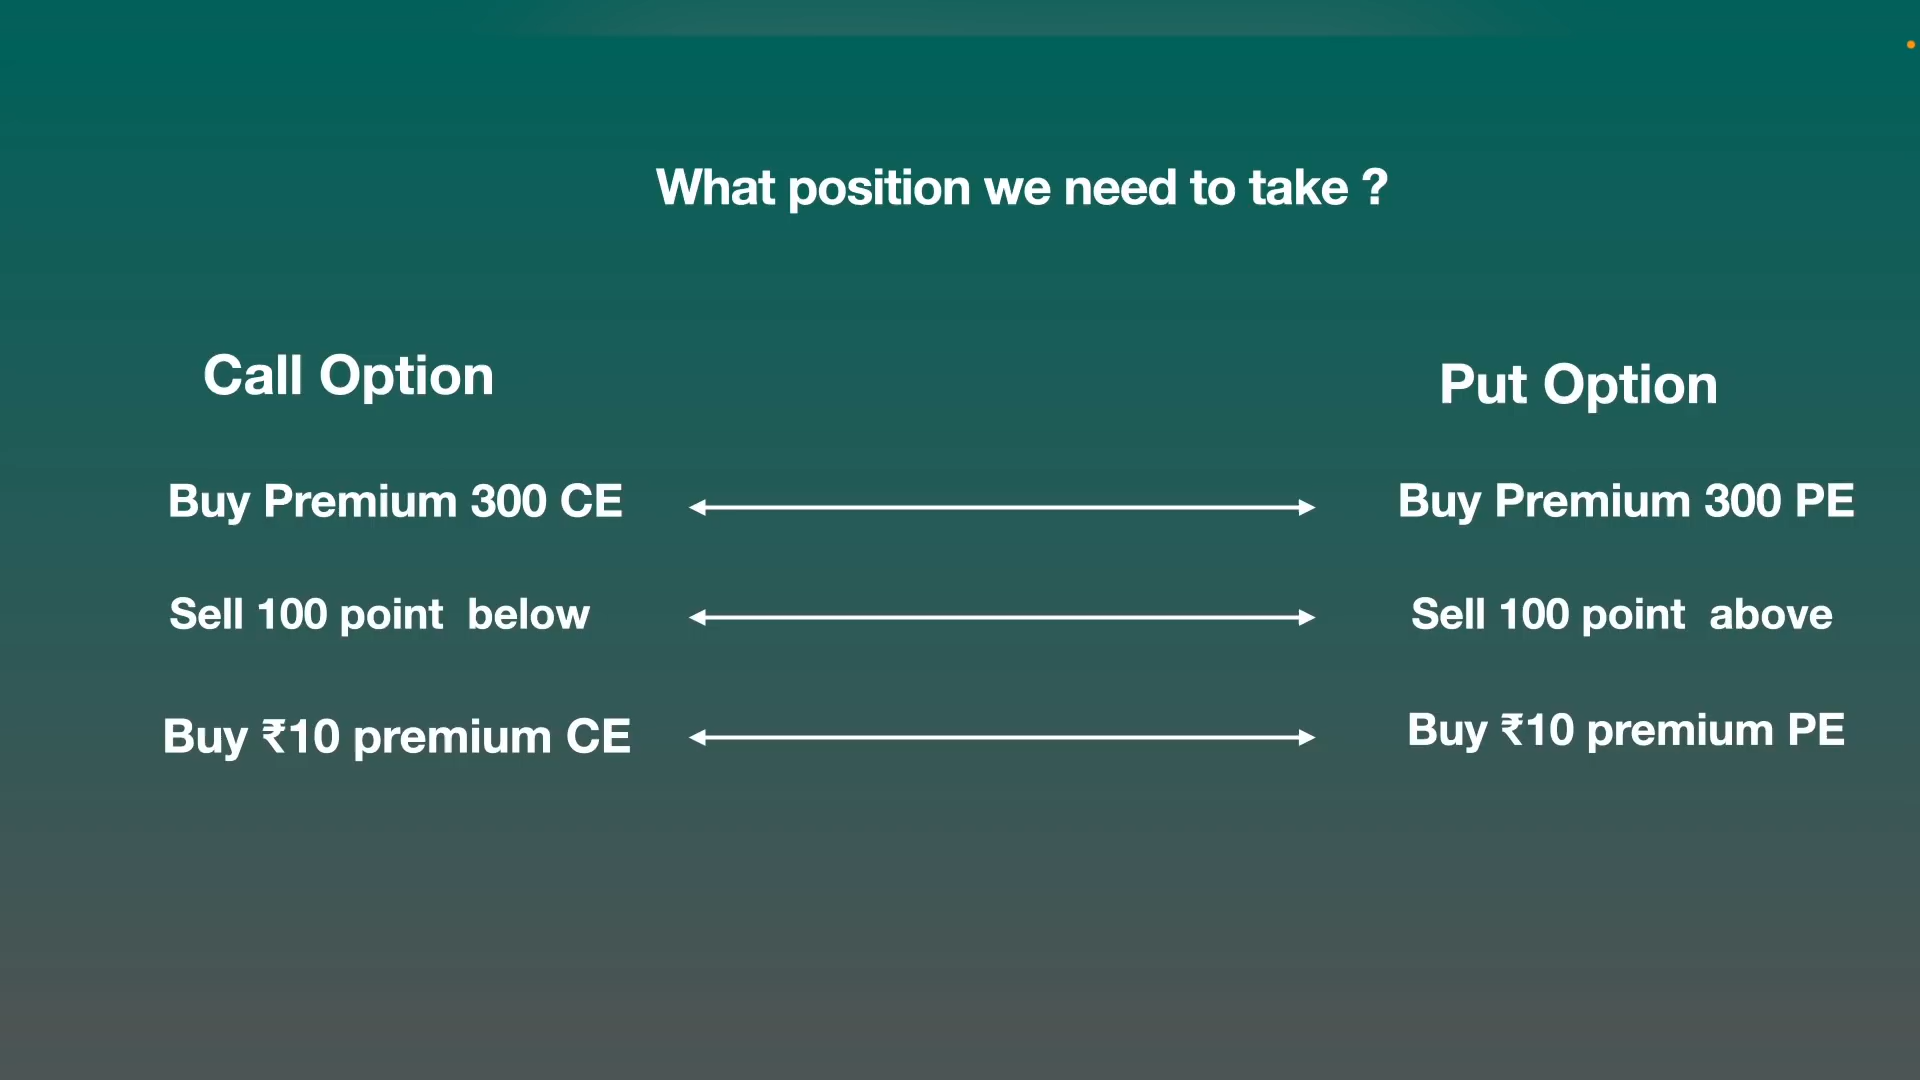 What position we need to take ?
Call Option
Put Option
Buy Premium 300 CE
Buy Premium 300 PE
Sell 100 point below
Sell 100 point above
Buy ₹10 premium CE
Buy ₹10 premium PE